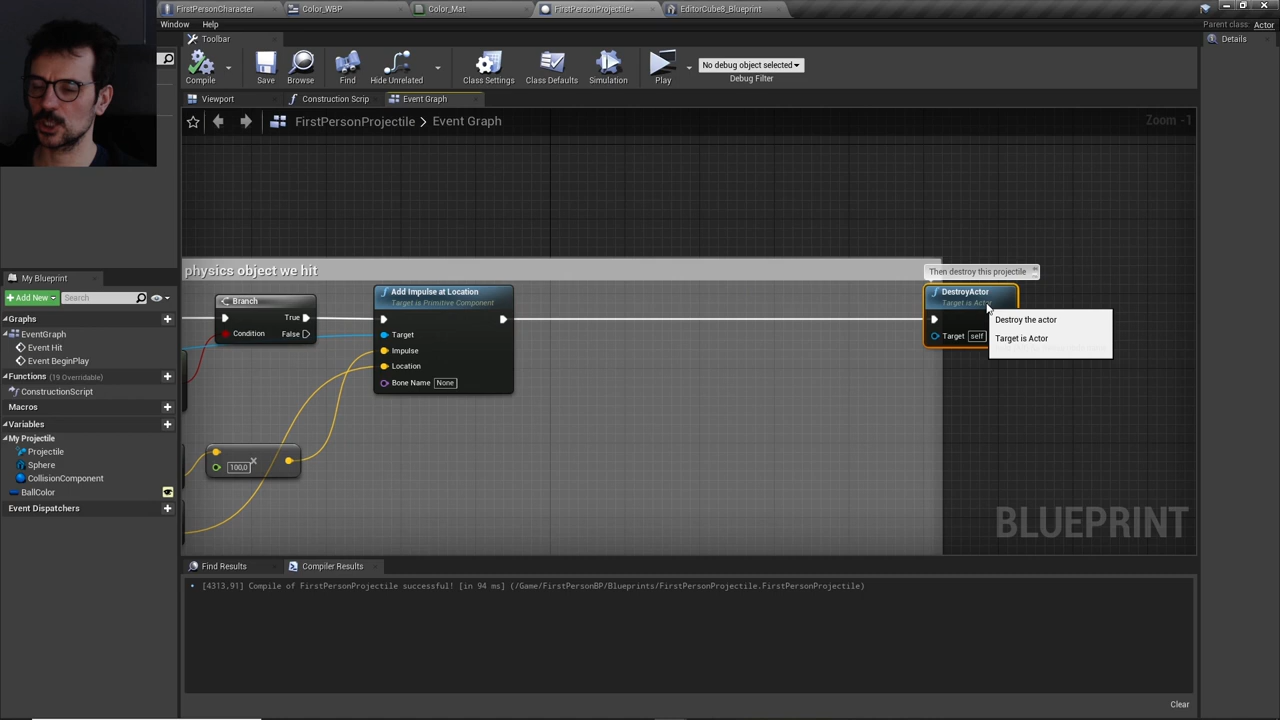 FirstPersonCharacter
Color_WBP
Color_Mat
FirstPersonProjectile*
EditorCube8_Blueprint
Window
Help
Parent class: Actor
Toolbar
Details
Compile
Save
Browse
Find
Hide Unrelated
Class Settings
Class Defaults
Simulation
Play
No debug object selected
Debug Filter
Viewport
Construction Scrip
Event Graph
FirstPersonProjectile > Event Graph
Zoom -1
physics object we hit
Then destroy this projectile
Branch
True
Condition
False
Add Impulse at Location
Target is Primitive Component
Target
Impulse
Location
Bone Name
None
100,0
x
DestroyActor
Target is Actor
Target
self
Destroy the actor
Target is Actor
My Blueprint
Add New
Search
Graphs
EventGraph
Event Hit
Event BeginPlay
Functions (19 Overridable)
ConstructionScript
Macros
Variables
My Projectile
Projectile
Sphere
CollisionComponent
BallColor
Event Dispatchers
BLUEPRINT
Find Results
Compiler Results
[4313,91] Compile of FirstPersonProjectile successful! [in 94 ms] (/Game/FirstPersonBP/Blueprints/FirstPersonProjectile.FirstPersonProjectile)
Clear